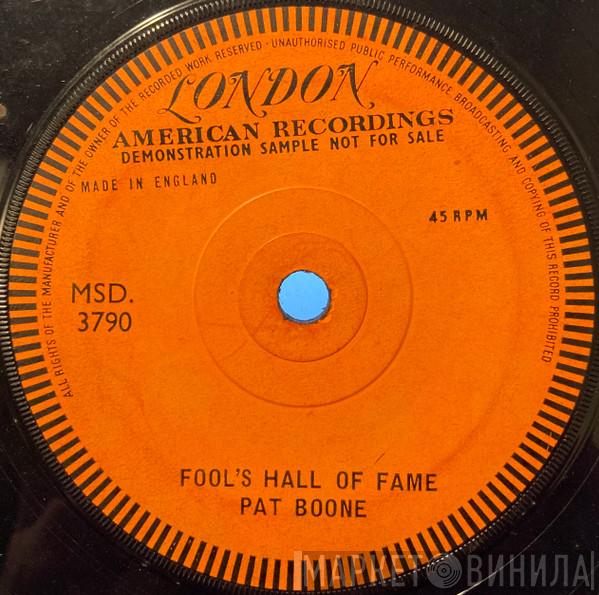 ALL RIGHTS OF THE MANUFACTURER AND OF THE OWNER OF THE RECORDED WORK RESERVED · UNAUTHORISED PUBLIC PERFORMANCE BROADCASTING AND COPYING OF THIS RECORD PROHIBITED
LONDON
AMERICAN RECORDINGS
DEMONSTRATION SAMPLE NOT FOR SALE
MADE IN ENGLAND
45 RPM
MSD.
3790
FOOL'S HALL OF FAME
PAT BOONE
МАРКЕТ ВИНИЛА